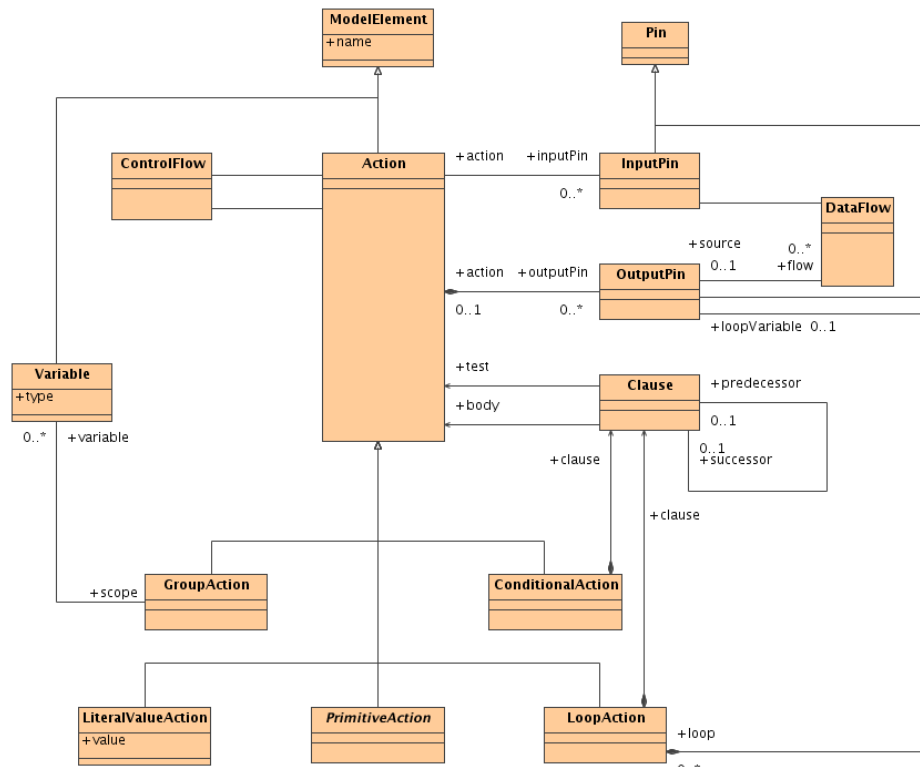 ModelElement
+name
Pin
ControlFlow
Action
+action
+inputPin
0..*
InputPin
DataFlow
+source
0..1
0..*
+flow
+action
+outputPin
0..1
0..*
OutputPin
+loopVariable 0..1
Variable
+type
0..*
+variable
+test
+body
Clause
+predecessor
0..1
0..1
+successor
+clause
+clause
+scope
GroupAction
ConditionalAction
LiteralValueAction
+value
PrimitiveAction
LoopAction
+loop
0..*